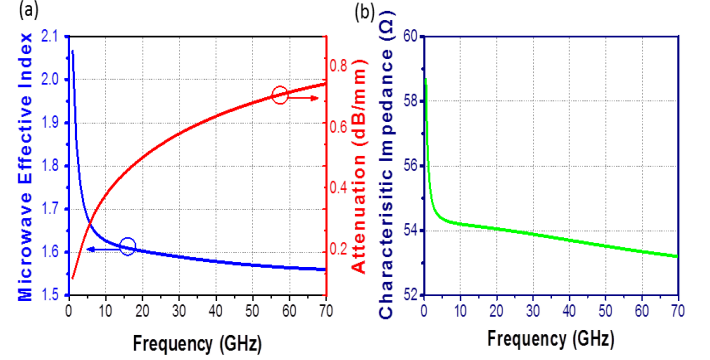 (a)
Microwave Effective Index
2.1
2.0
1.9
1.8
1.7
1.6
1.5
0 10 20 30 40 50 60 70
Frequency (GHz)
0.8
0.6
0.4
0.2
Attenuation (dB/mm)
(b)
Characterisitic Impedance (Ω)
60
58
56
54
52
0 10 20 30 40 50 60 70
Frequency (GHz)